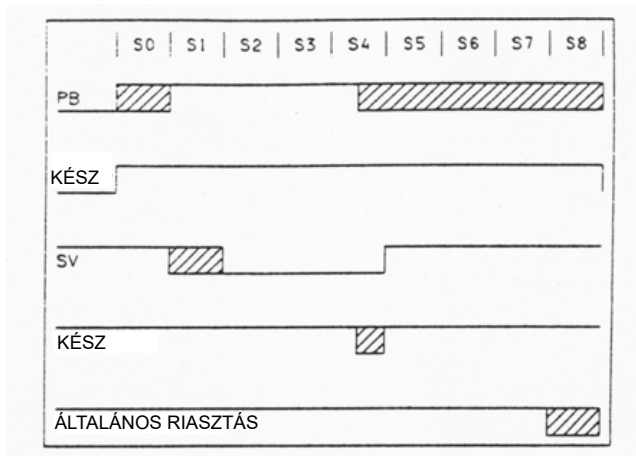 S0 S1 S2 S3 S4 S5 S6 S7 S8
PB
KÉSZ
SV
KÉSZ
ÁLTALÁNOS RIASZTÁS